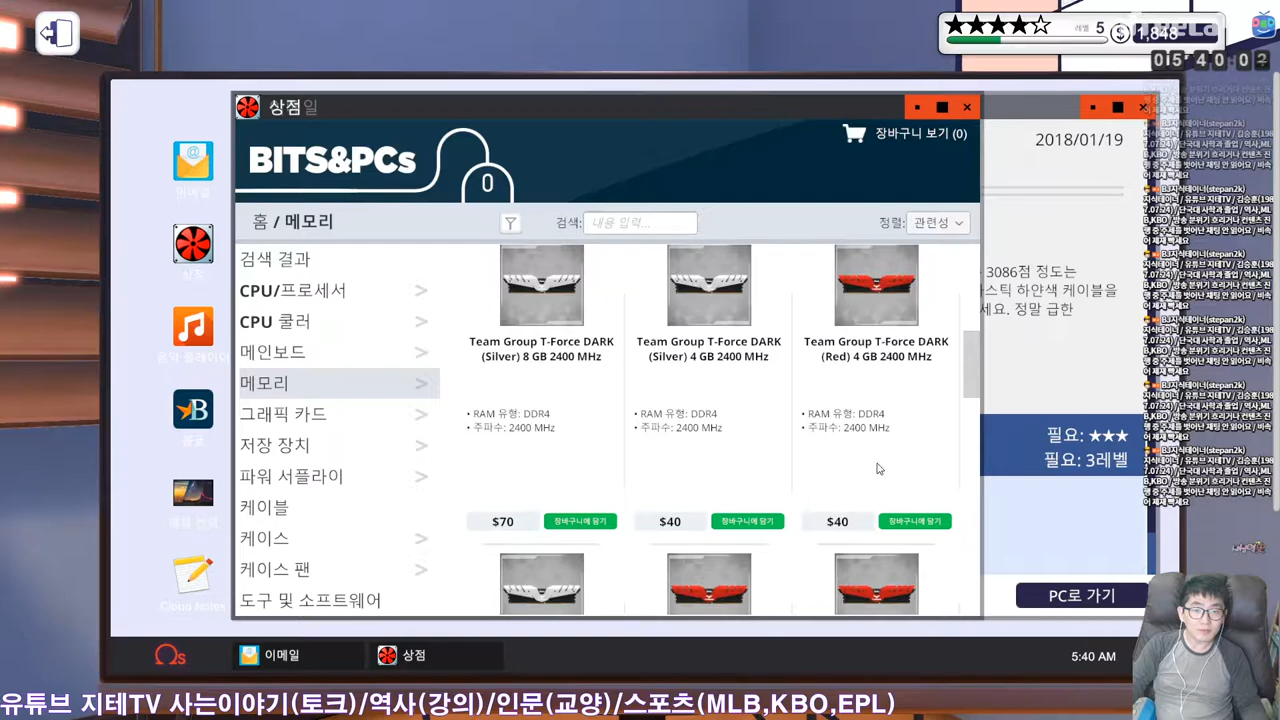 레벨 5
$ 1,848
05 40 02
상점일
BITS&PCs
장바구니 보기 (0)
2018/01/19
홈 / 메모리
검색: 내용 입력...
정렬: 관련성
검색 결과
CPU/프로세서 >
CPU 쿨러 >
메인보드 >
메모리 >
그래픽 카드 >
저장 장치 >
파워 서플라이 >
케이블
케이스 >
케이스 팬 >
도구 및 소프트웨어
Team Group T-Force DARK
(Silver) 8 GB 2400 MHz
• RAM 유형: DDR4
• 주파수: 2400 MHz
$70 장바구니에 담기
Team Group T-Force DARK
(Silver) 4 GB 2400 MHz
• RAM 유형: DDR4
• 주파수: 2400 MHz
$40 장바구니에 담기
Team Group T-Force DARK
(Red) 4 GB 2400 MHz
• RAM 유형: DDR4
• 주파수: 2400 MHz
$40 장바구니에 담기
3086점 정도는
하얀색 케이블을
세요. 정말 급한
필요: ★★★
필요: 3레벨
PC로 가기
이메일
상점
Cloud Notes
이메일
상점
5:40 AM
유튜브 지테TV 사는이야기(토크)/역사(강의)/인문(교양)/스포츠(MLB,KBO,EPL)